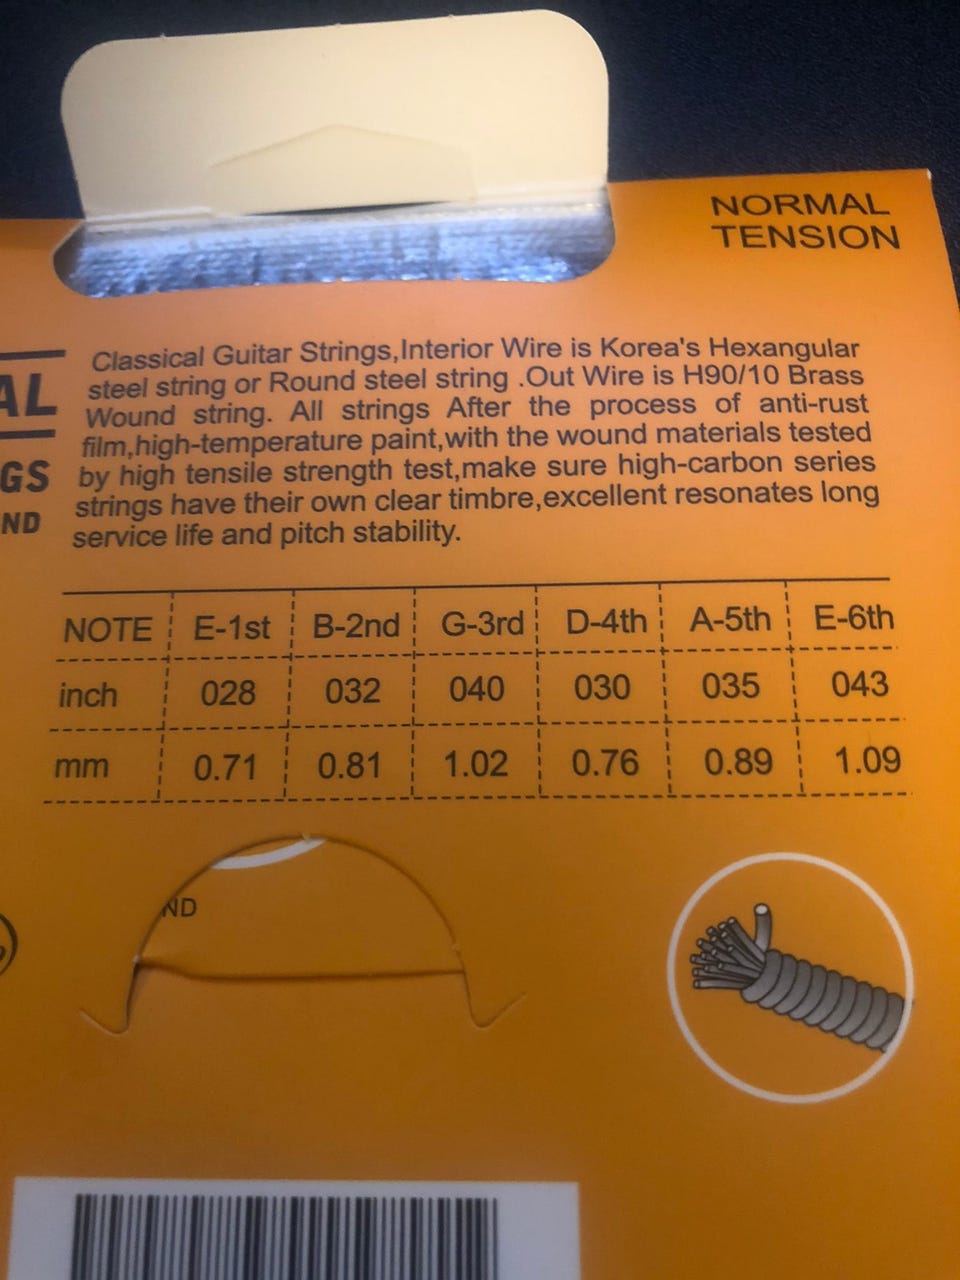 NORMAL
TENSION
Classical Guitar Strings,Interior Wire is Korea's Hexangular
steel string or Round steel string .Out Wire is H90/10 Brass
Wound string. All strings After the process of anti-rust
film,high-temperature paint,with the wound materials tested
by high tensile strength test,make sure high-carbon series
strings have their own clear timbre,excellent resonates long
service life and pitch stability.
AL
GS
ND
NOTE E-1st B-2nd G-3rd D-4th A-5th E-6th
inch 028 032 040 030 035 043
mm 0.71 0.81 1.02 0.76 0.89 1.09
ND